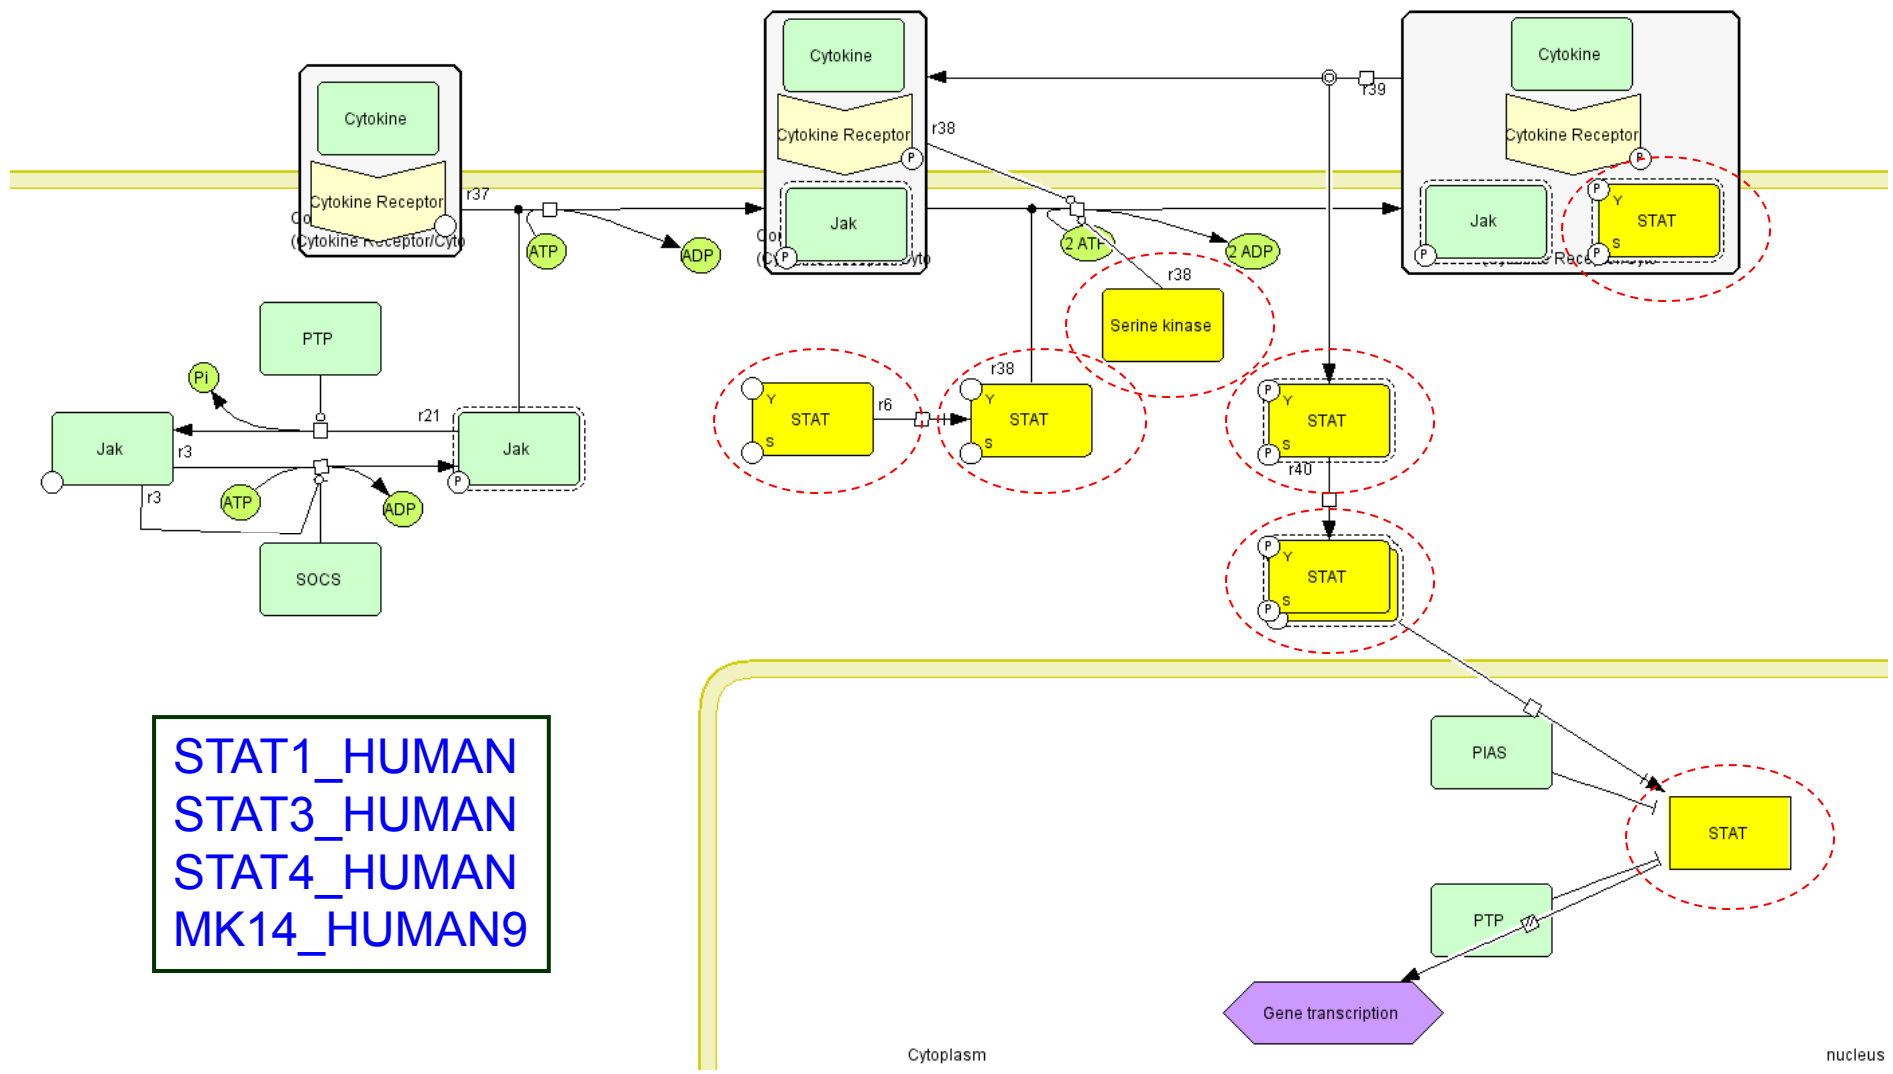 Cytokine
Cytokine
Cytokine
r39
Cytokine Receptor
r38
Cytokine Receptor
P
P
Cytokine Receptor
r37
Jak
P
Y
STAT
S
P
Jak
P
ATP
ADP
2 ATP
2 ADP
P
r38
Serine kinase
PTP
Pi
r21
Jak
r3
Jak
P
r3
ATP
ADP
SOCS
Y
STAT
S
r6
r38
Y
STAT
S
P
Y
STAT
S
P
r40
P
Y
STAT
S
P
STAT1_HUMAN
STAT3_HUMAN
STAT4_HUMAN
MK14_HUMAN9
PIAS
STAT
PTP
Gene transcription
Cytoplasm
nucleus